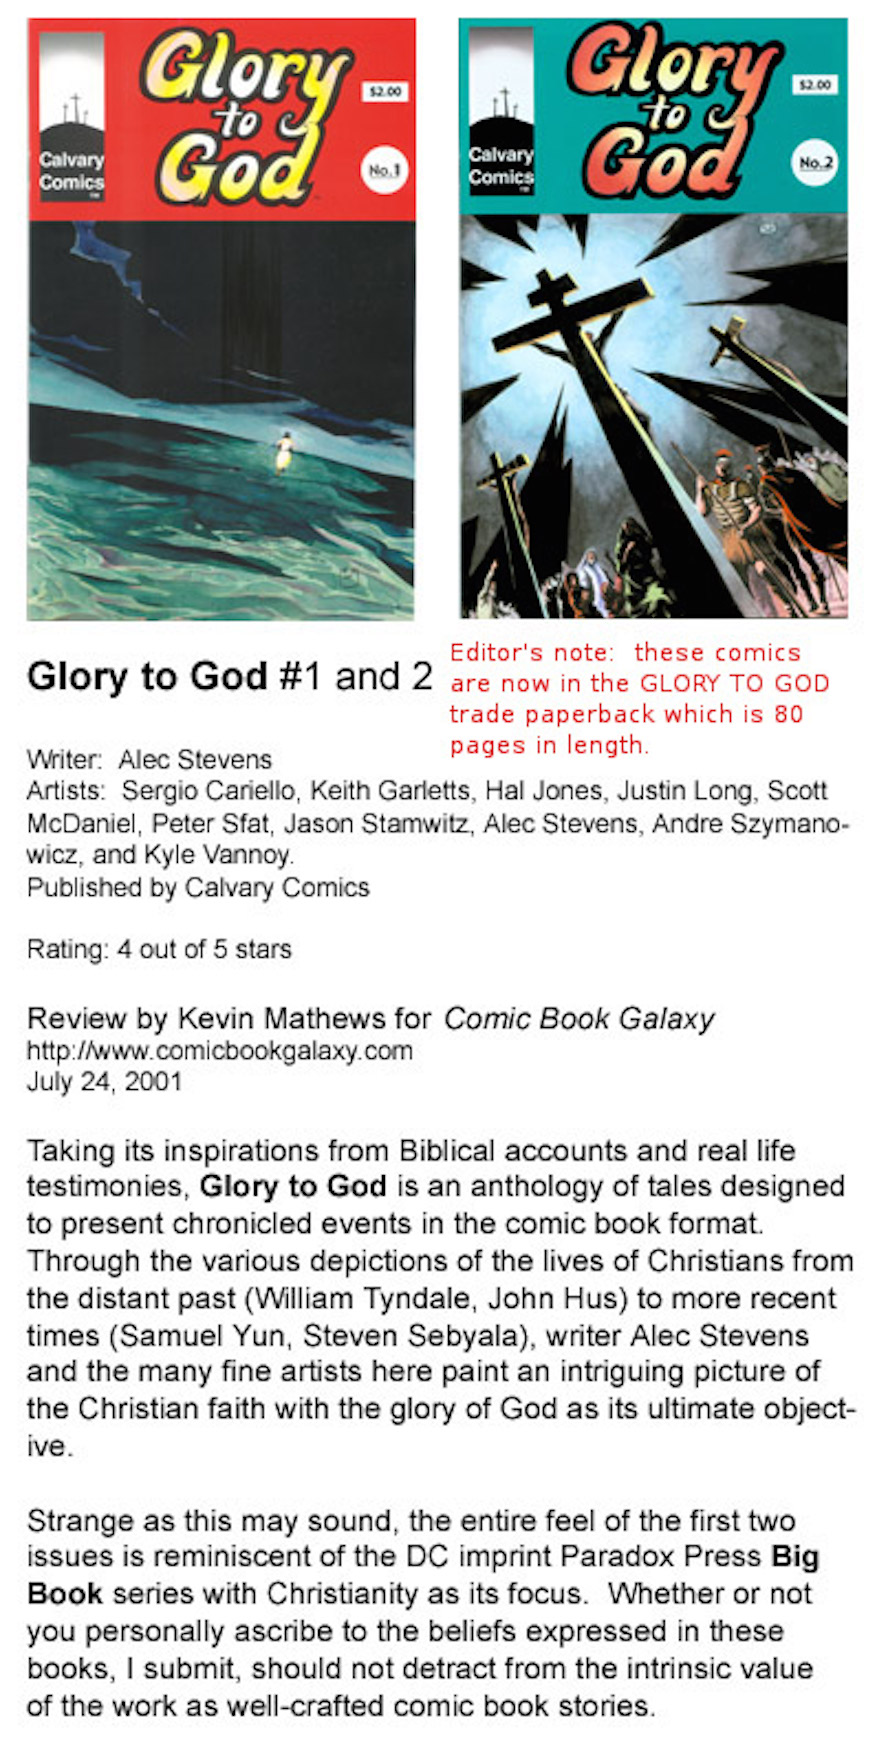 Glory
to
God
$2.00
No.1
Calvary
Comics
TM
Glory
to
God
$2.00
No.2
Calvary
Comics
TM
Glory to God #1 and 2
Editor's note:  these comics
are now in the GLORY TO GOD
trade paperback which is 80
pages in length.
Writer:  Alec Stevens
Artists:  Sergio Cariello, Keith Garletts, Hal Jones, Justin Long, Scott
McDaniel, Peter Sfat, Jason Stamwitz, Alec Stevens, Andre Szymano-
wicz, and Kyle Vannoy.
Published by Calvary Comics
Rating: 4 out of 5 stars
Review by Kevin Mathews for Comic Book Galaxy
http://www.comicbookgalaxy.com
July 24, 2001
Taking its inspirations from Biblical accounts and real life
testimonies, Glory to God is an anthology of tales designed
to present chronicled events in the comic book format.
Through the various depictions of the lives of Christians from
the distant past (William Tyndale, John Hus) to more recent
times (Samuel Yun, Steven Sebyala), writer Alec Stevens
and the many fine artists here paint an intriguing picture of
the Christian faith with the glory of God as its ultimate object-
ive.
Strange as this may sound, the entire feel of the first two
issues is reminiscent of the DC imprint Paradox Press Big
Book series with Christianity as its focus.  Whether or not
you personally ascribe to the beliefs expressed in these
books, I submit, should not detract from the intrinsic value
of the work as well-crafted comic book stories.